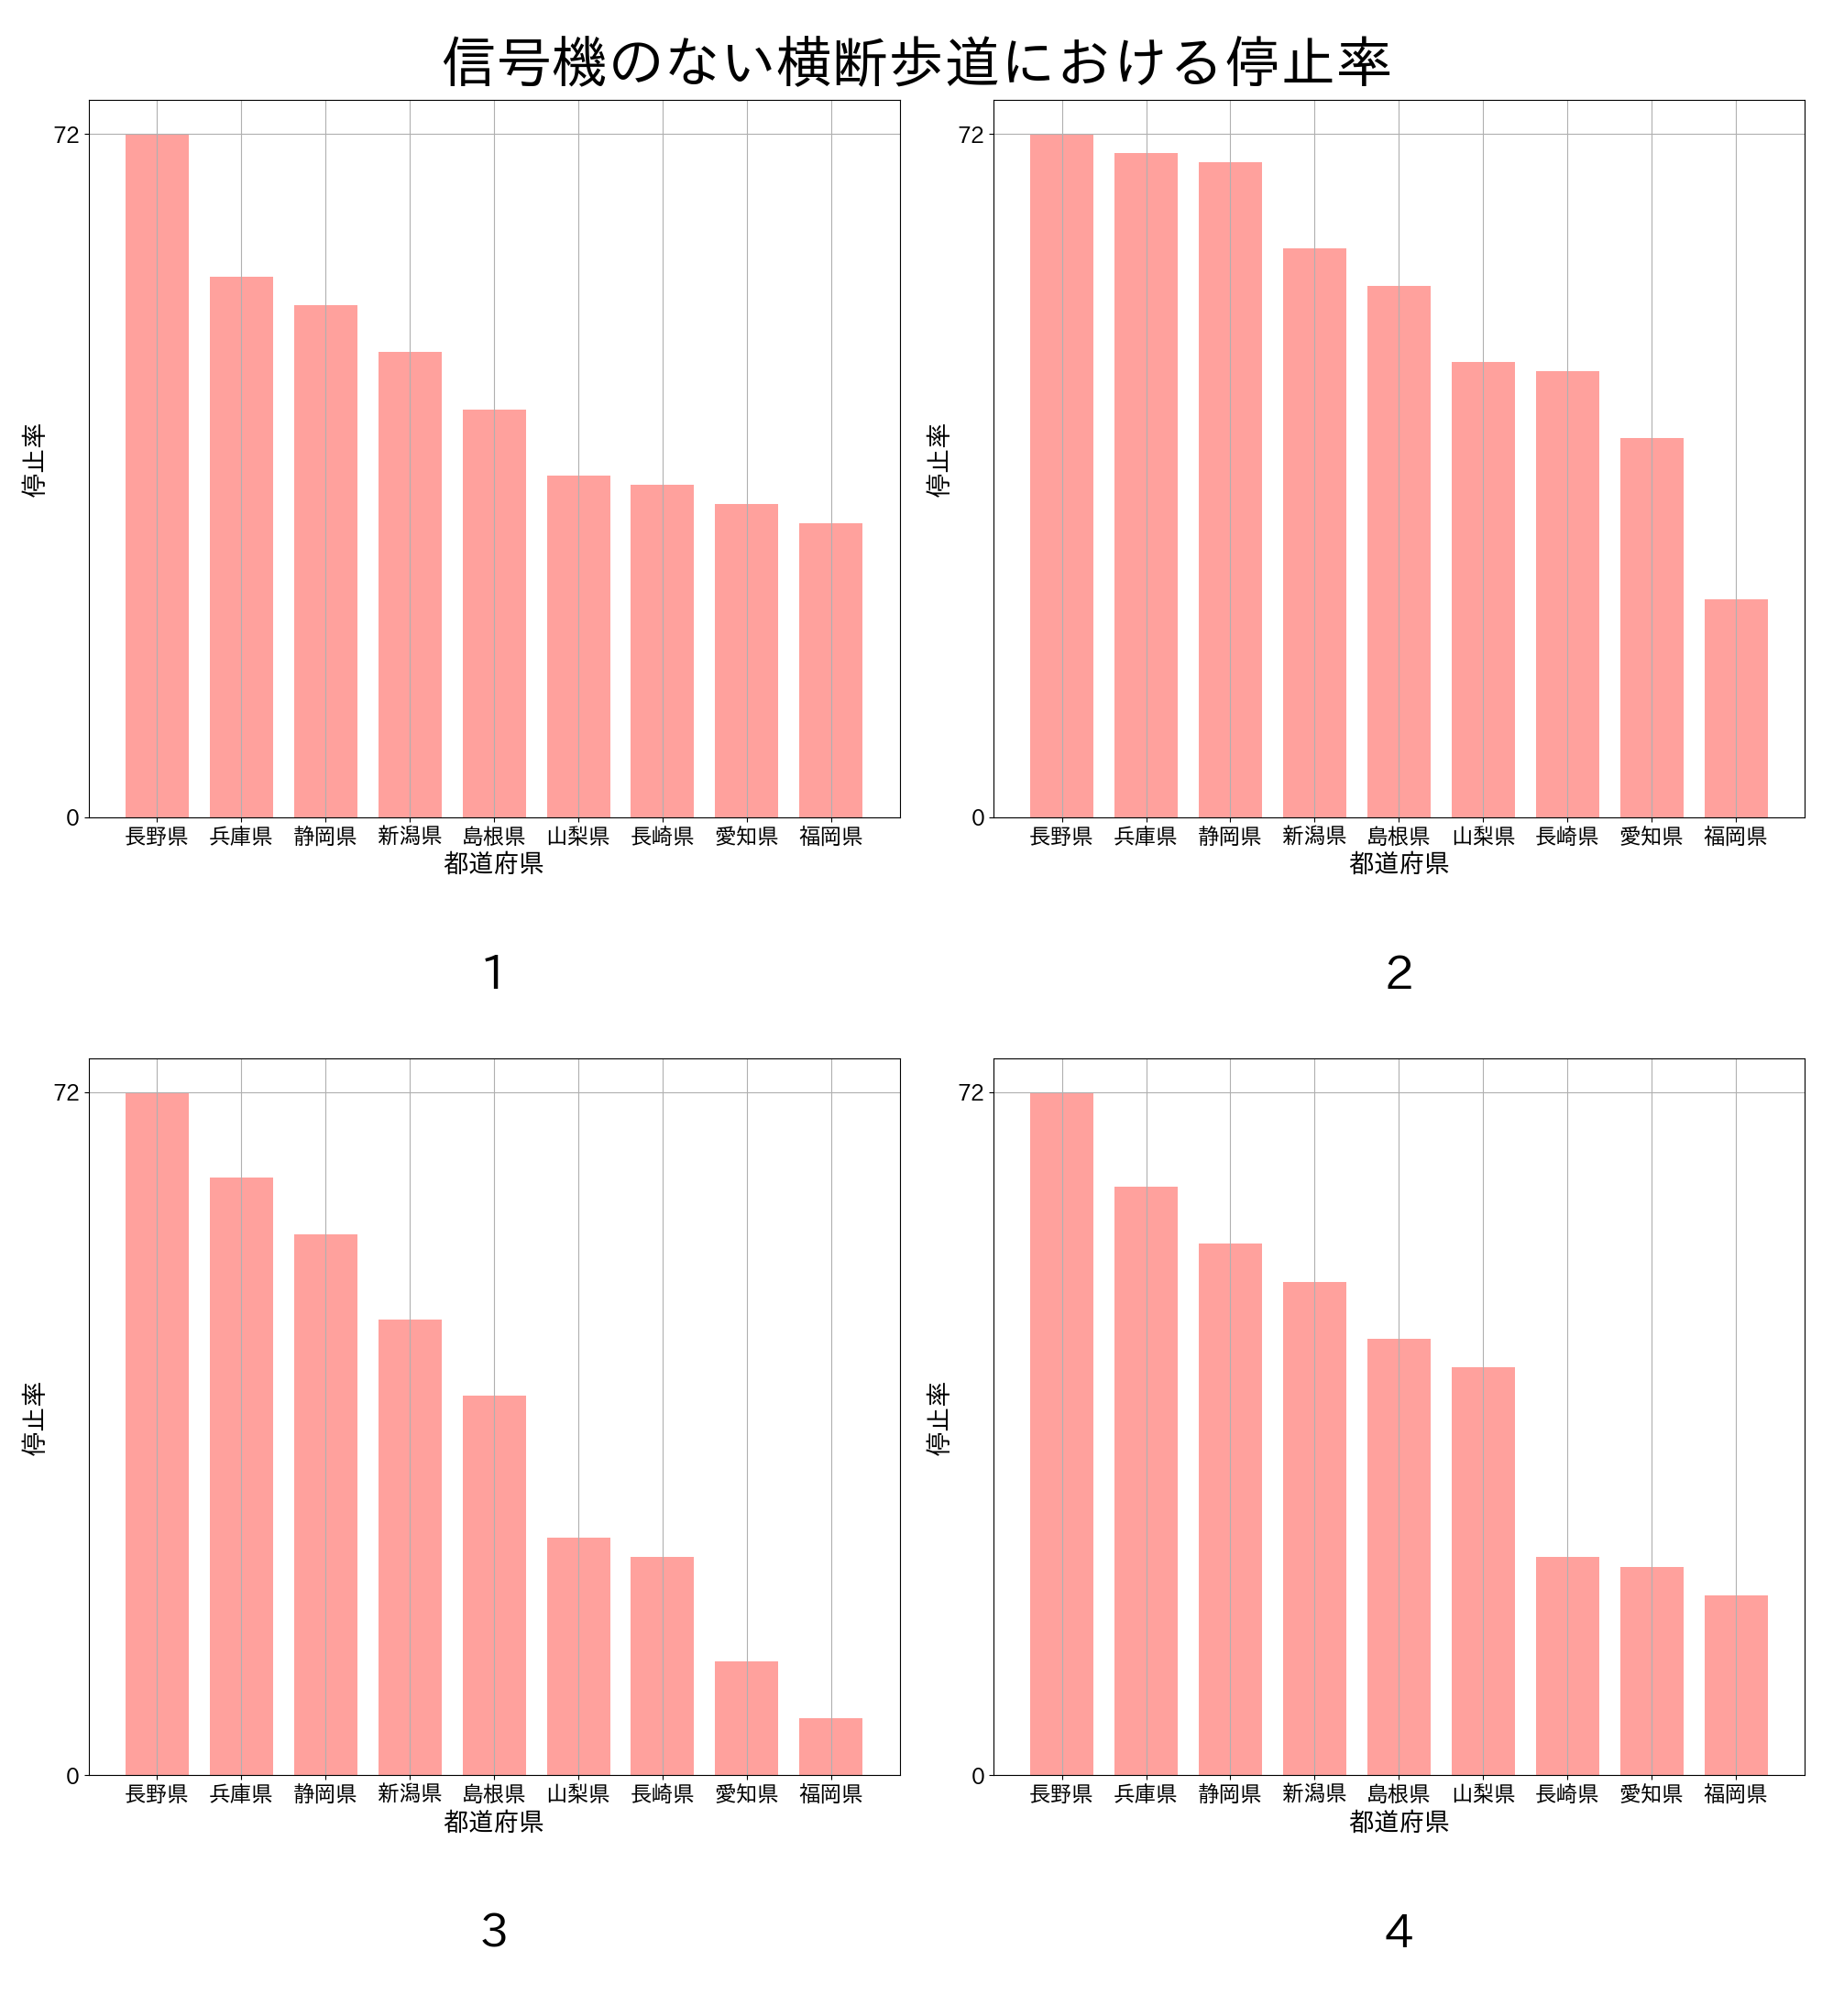 信号機のない横断歩道における停止率
72
0
停止率
長野県 兵庫県 静岡県 新潟県 島根県 山梨県 長崎県 愛知県 福岡県
都道府県
1
72
0
停止率
長野県 兵庫県 静岡県 新潟県 島根県 山梨県 長崎県 愛知県 福岡県
都道府県
2
72
0
停止率
長野県 兵庫県 静岡県 新潟県 島根県 山梨県 長崎県 愛知県 福岡県
都道府県
3
72
0
停止率
長野県 兵庫県 静岡県 新潟県 島根県 山梨県 長崎県 愛知県 福岡県
都道府県
4